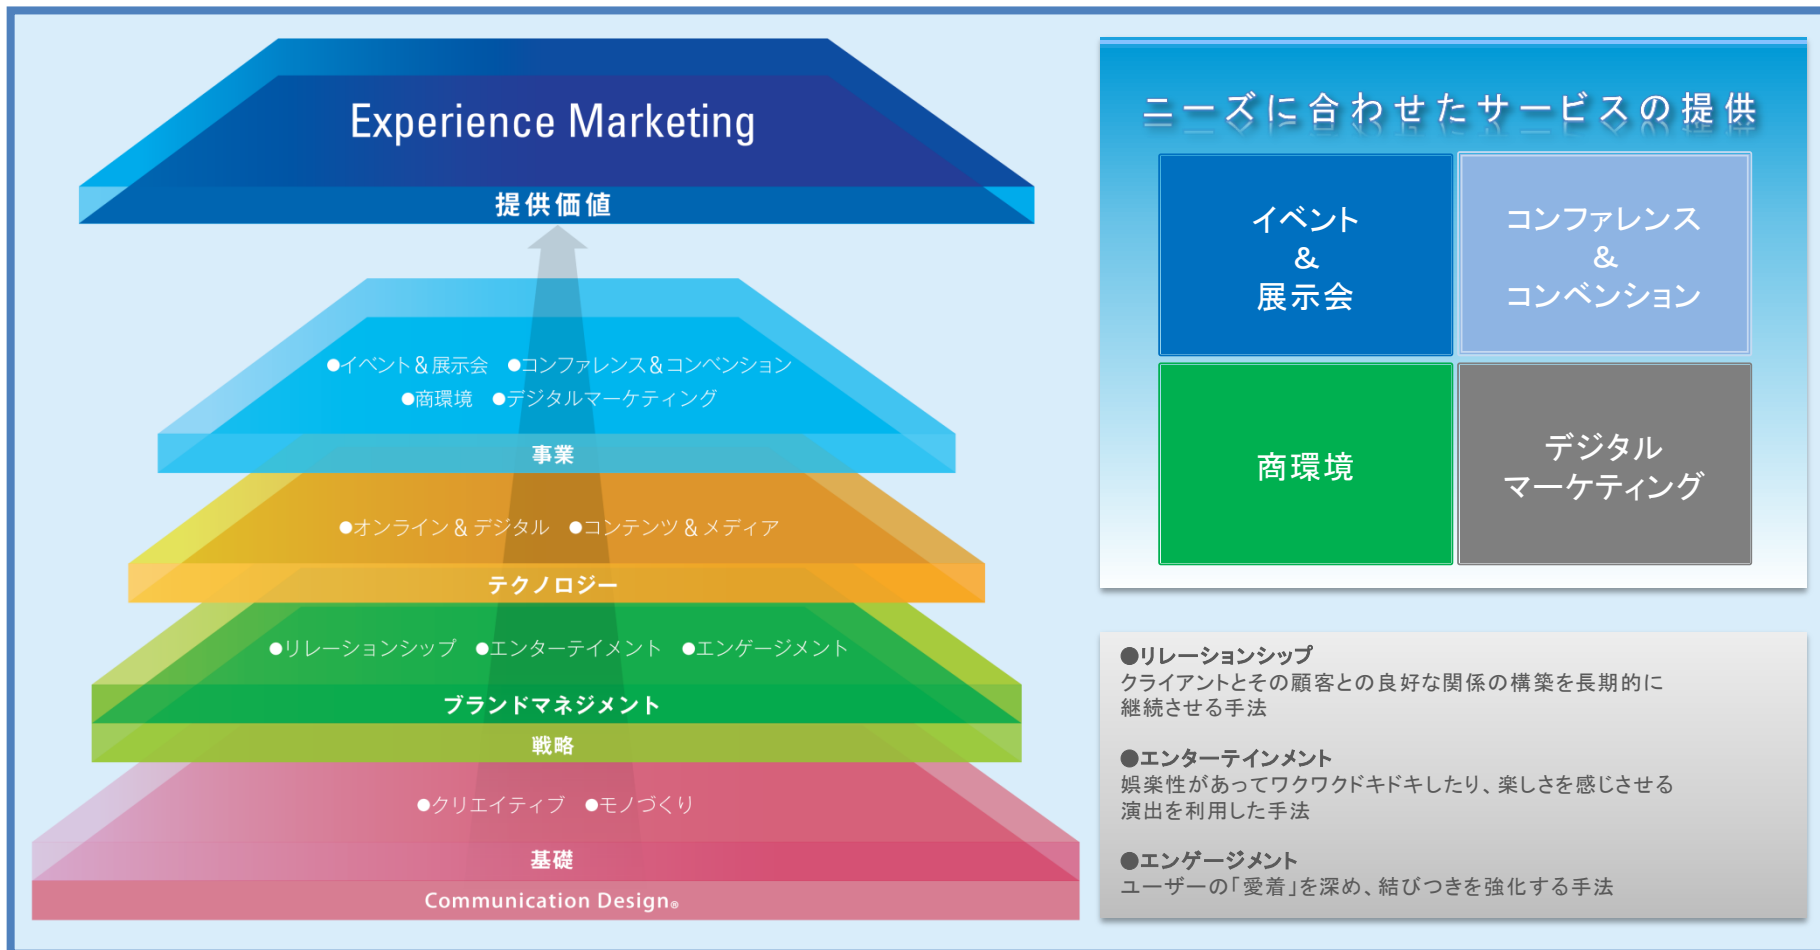 Experience Marketing
提供価値
●イベント&展示会 ●コンファレンス&コンベンション
●商環境 ●デジタルマーケティング
事業
●オンライン&デジタル ●コンテンツ&メディア
テクノロジー
●リレーションシップ ●エンターテイメント ●エンゲージメント
ブランドマネジメント
戦略
●クリエイティブ ●モノづくり
基礎
Communication Design®
ニーズに合わせたサービスの提供
イベント
&
展示会
コンファレンス
&
コンベンション
商環境
デジタル
マーケティング
●リレーションシップ
クライアントとその顧客との良好な関係の構築を長期的に
継続させる手法
●エンターテインメント
娯楽性があってワクワクドキドキしたり、楽しさを感じさせる
演出を利用した手法
●エンゲージメント
ユーザーの「愛着」を深め、結びつきを強化する手法